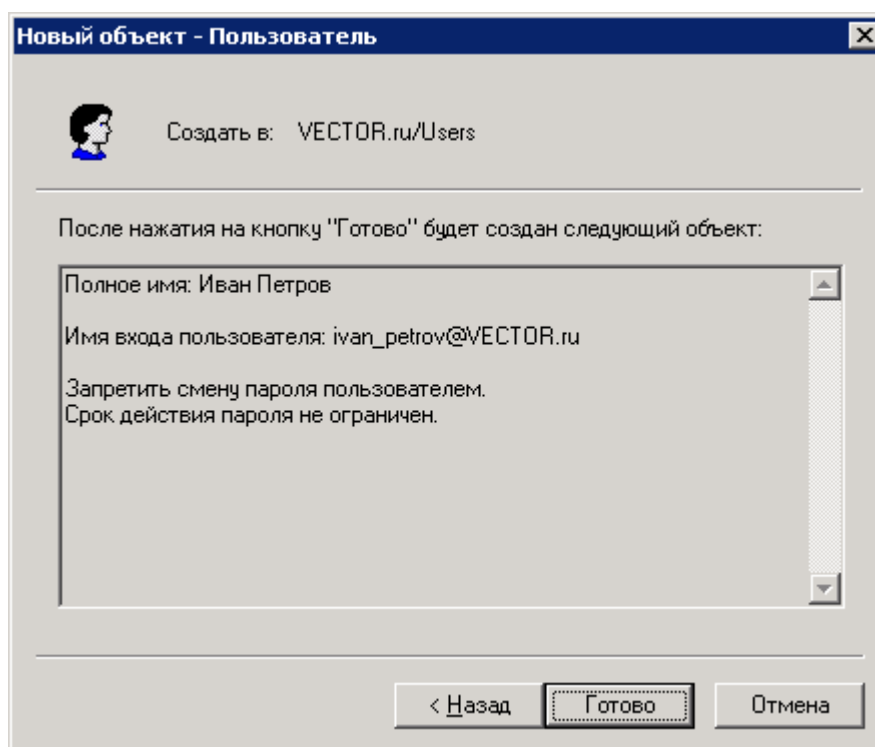 Новый объект - Пользователь
Создать в: VECTOR.ru/Users
После нажатия на кнопку "Готово" будет создан следующий объект:
Полное имя: Иван Петров
Имя входа пользователя: ivan_petrov@VECTOR.ru
Запретить смену пароля пользователем.
Срок действия пароля не ограничен.
< Назад Готово Отмена